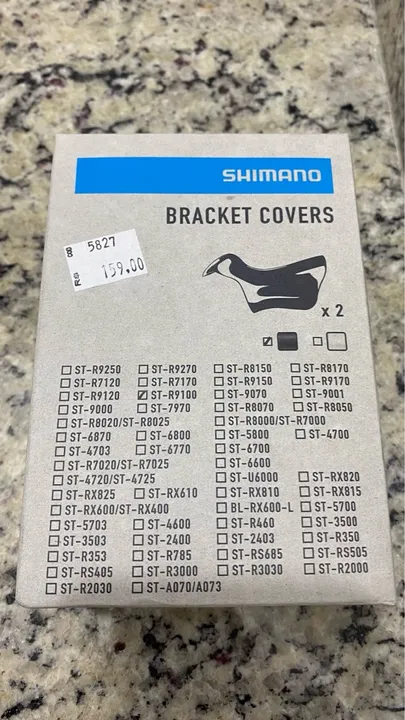 SHIMANO
BRACKET COVERS
5827
R$ 159,00
x 2
ST-R9250 ST-R9270 ST-R8150 ST-R8170
ST-R7120 ST-R7170 ST-R9150 ST-R9170
ST-R9120 ST-R9100 ST-9070 ST-9001
ST-9000 ST-7970 ST-R8070 ST-R8050
ST-R8020/ST-R8025 ST-R8000/ST-R7000
ST-6870 ST-6800 ST-5800 ST-4700
ST-4703 ST-6770 ST-6700
ST-R7020/ST-R7025 ST-6600
ST-4720/ST-4725 ST-U6000 ST-RX820
ST-RX825 ST-RX610 ST-RX810 ST-RX815
ST-RX600/ST-RX400 BL-RX600-L ST-5700
ST-5703 ST-4600 ST-R460 ST-3500
ST-3503 ST-2400 ST-2403 ST-R350
ST-R353 ST-R785 ST-RS685 ST-RS505
ST-RS405 ST-R3000 ST-R3030 ST-R2000
ST-R2030 ST-A070/A073